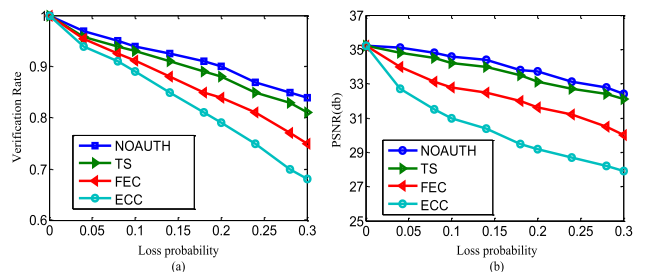 1
0.9
0.8
0.7
0.6
Verification Rate
NOAUTH
TS
FEC
ECC
0 0.05 0.1 0.15 0.2 0.25 0.3
Loss probability
(a)
37
35
33
31
29
27
25
PSNR(db)
NOAUTH
TS
FEC
ECC
0 0.05 0.1 0.15 0.2 0.25 0.3
Loss probability
(b)